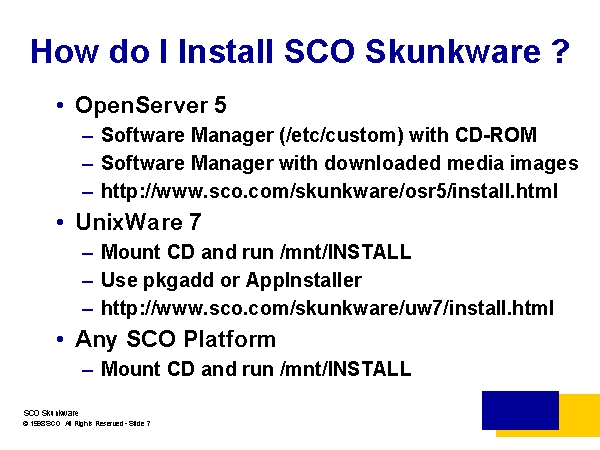 How do I Install SCO Skunkware ?
• OpenServer 5
– Software Manager (/etc/custom) with CD-ROM
– Software Manager with downloaded media images
– http://www.sco.com/skunkware/osr5/install.html
• UnixWare 7
– Mount CD and run /mnt/INSTALL
– Use pkgadd or AppInstaller
– http://www.sco.com/skunkware/uw7/install.html
• Any SCO Platform
– Mount CD and run /mnt/INSTALL
SCO Skunkware
© 1998 SCO All Rights Reserved - Slide 7